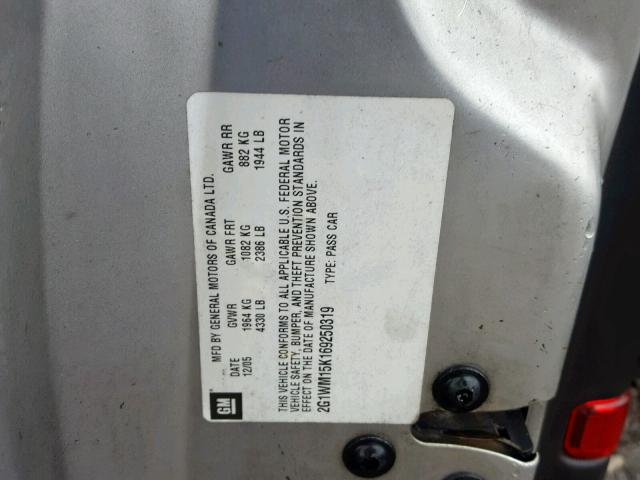 GM
MFD BY GENERAL MOTORS OF CANADA LTD.
DATE GVWR GAWR FRT GAWR RR
12/05 1964 KG 1082 KG 882 KG
4330 LB 2386 LB 1944 LB
THIS VEHICLE CONFORMS TO ALL APPLICABLE U.S. FEDERAL MOTOR
VEHICLE SAFETY, BUMPER, AND THEFT PREVENTION STANDARDS IN
EFFECT ON THE DATE OF MANUFACTURE SHOWN ABOVE.
2G1WM15K169250319 TYPE: PASS CAR